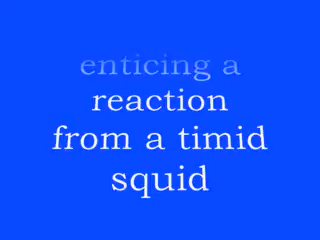 enticing a
reaction
from a timid
squid